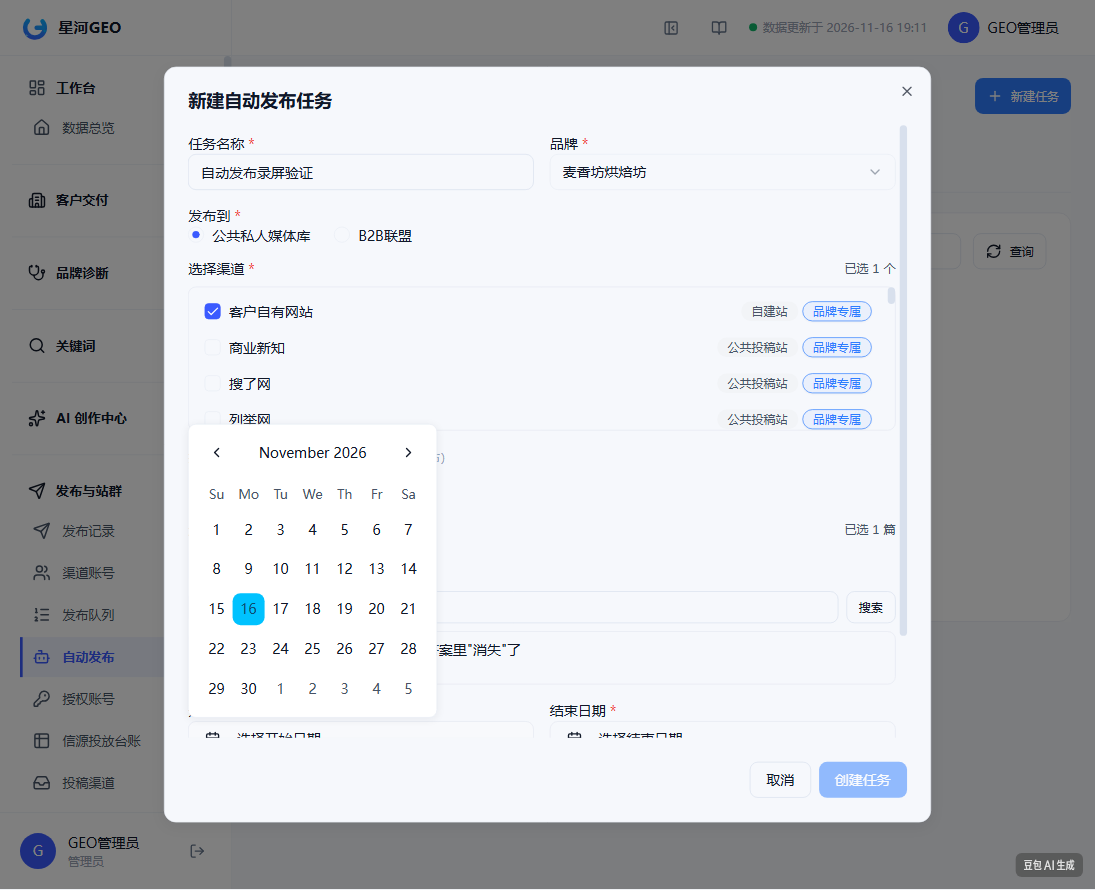 星河GEO
数据更新于 2026-11-16 19:11
G
GEO管理员
工作台
数据总览
客户交付
品牌诊断
关键词
AI 创作中心
发布与站群
发布记录
渠道账号
发布队列
自动发布
授权账号
信源投放台账
投稿渠道
G
GEO管理员
管理员
新建任务
查询
新建自动发布任务
任务名称 *
品牌 *
自动发布录屏验证
麦香坊烘焙坊
发布到 *
公共私人媒体库
B2B联盟
选择渠道 *
已选 1 个
客户自有网站
自建站
品牌专属
商业新知
公共投稿站
品牌专属
搜了网
公共投稿站
品牌专属
列举网
公共投稿站
品牌专属
November 2026
Su Mo Tu We Th Fr Sa
1 2 3 4 5 6 7
8 9 10 11 12 13 14
15 16 17 18 19 20 21
22 23 24 25 26 27 28
29 30 1 2 3 4 5
已选 1 篇
搜索
案里"消失"了
结束日期 *
选择开始日期
选择结束日期
取消
创建任务
豆包 AI 生成